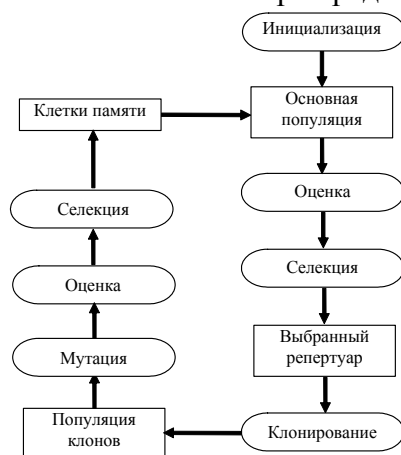 Инициализация
Основная
популяция
Оценка
Селекция
Выбранный
репертуар
Клонирование
Популяция
клонов
Мутация
Оценка
Селекция
Клетки памяти